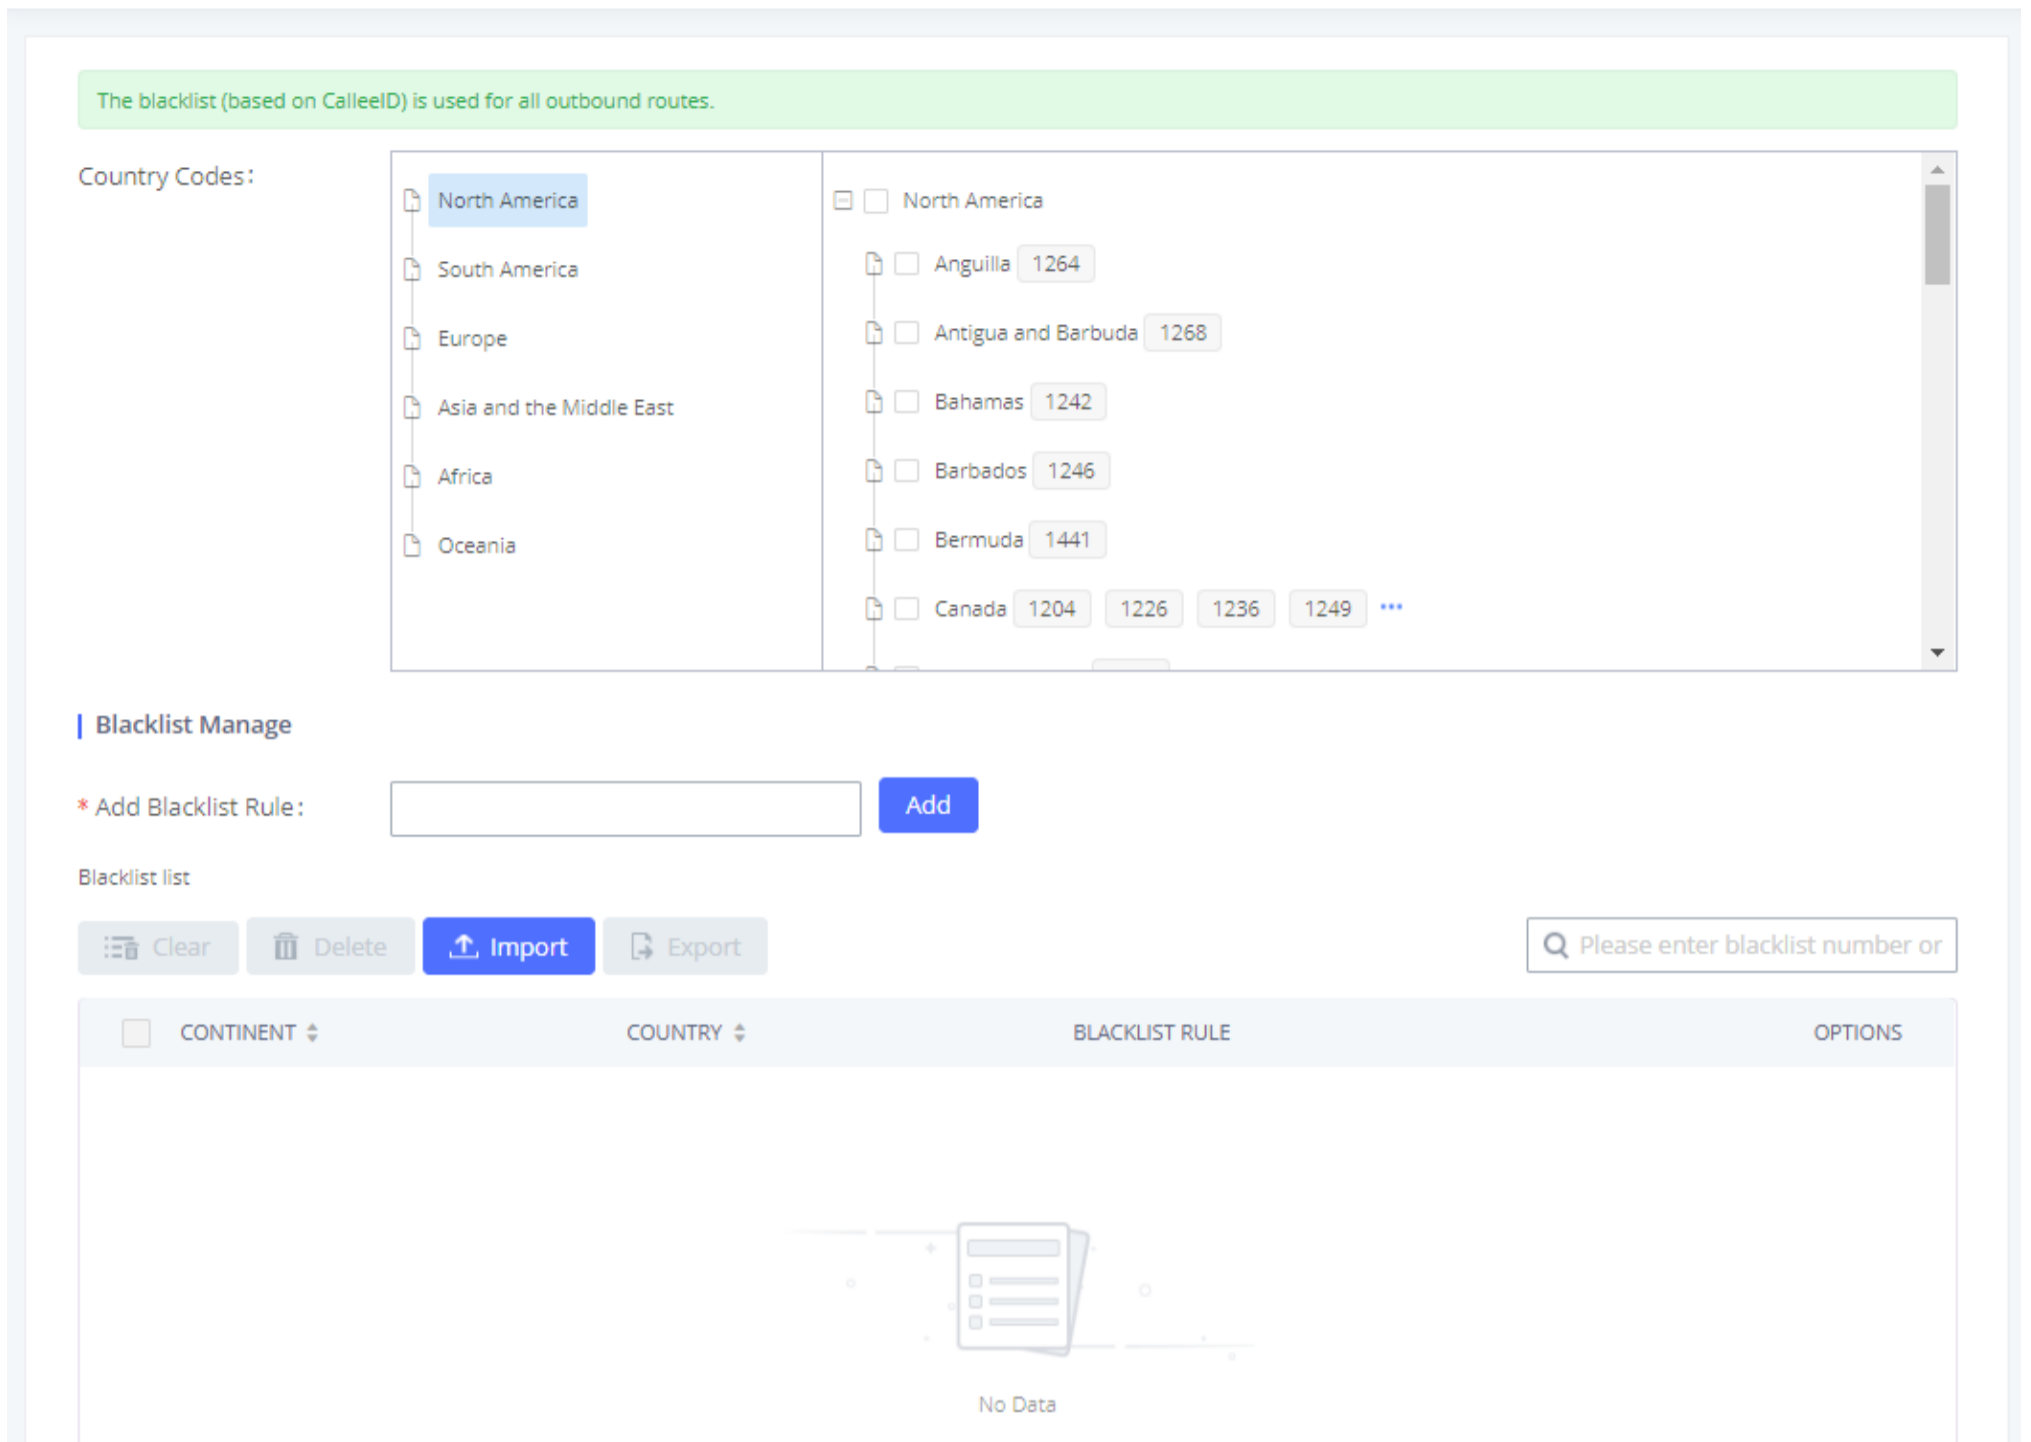 The blacklist (based on CalleeID) is used for all outbound routes.
Country Codes:
North America
South America
Europe
Asia and the Middle East
Africa
Oceania
North America
Anguilla 1264
Antigua and Barbuda 1268
Bahamas 1242
Barbados 1246
Bermuda 1441
Canada 1204 1226 1236 1249 •••
Blacklist Manage
* Add Blacklist Rule: Add
Blacklist list
Clear Delete Import Export Please enter blacklist number or
CONTINENT COUNTRY BLACKLIST RULE OPTIONS
No Data